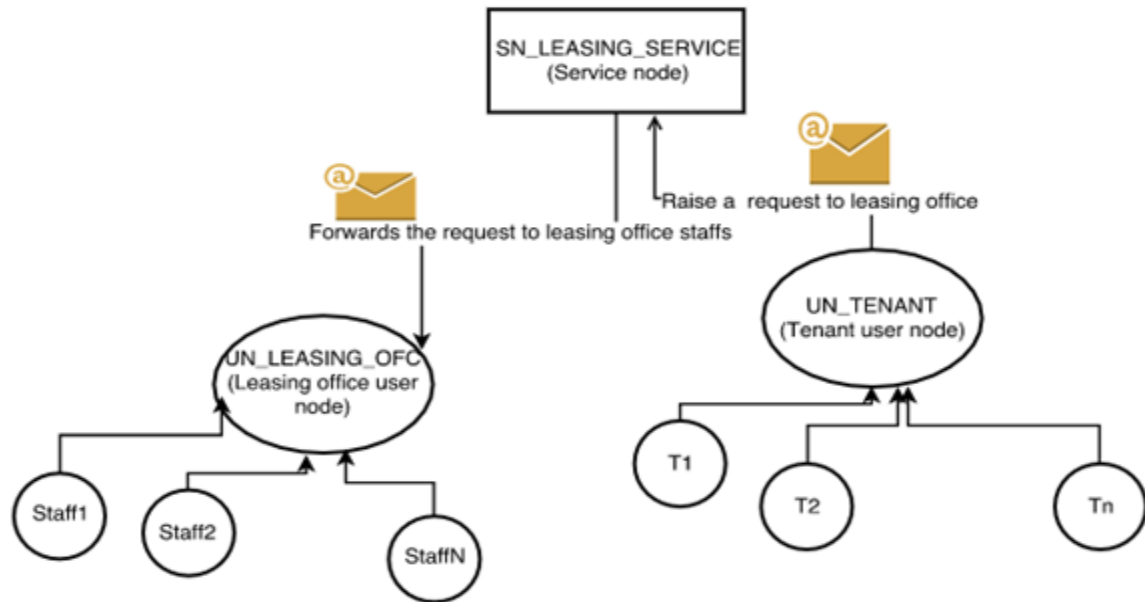 SN_LEASING_SERVICE
(Service node)
@
@
Raise a request to leasing office
Forwards the request to leasing office staffs
UN_TENANT
(Tenant user node)
UN_LEASING_OFC
(Leasing office user
node)
T1
T2
Tn
Staff1
Staff2
StaffN